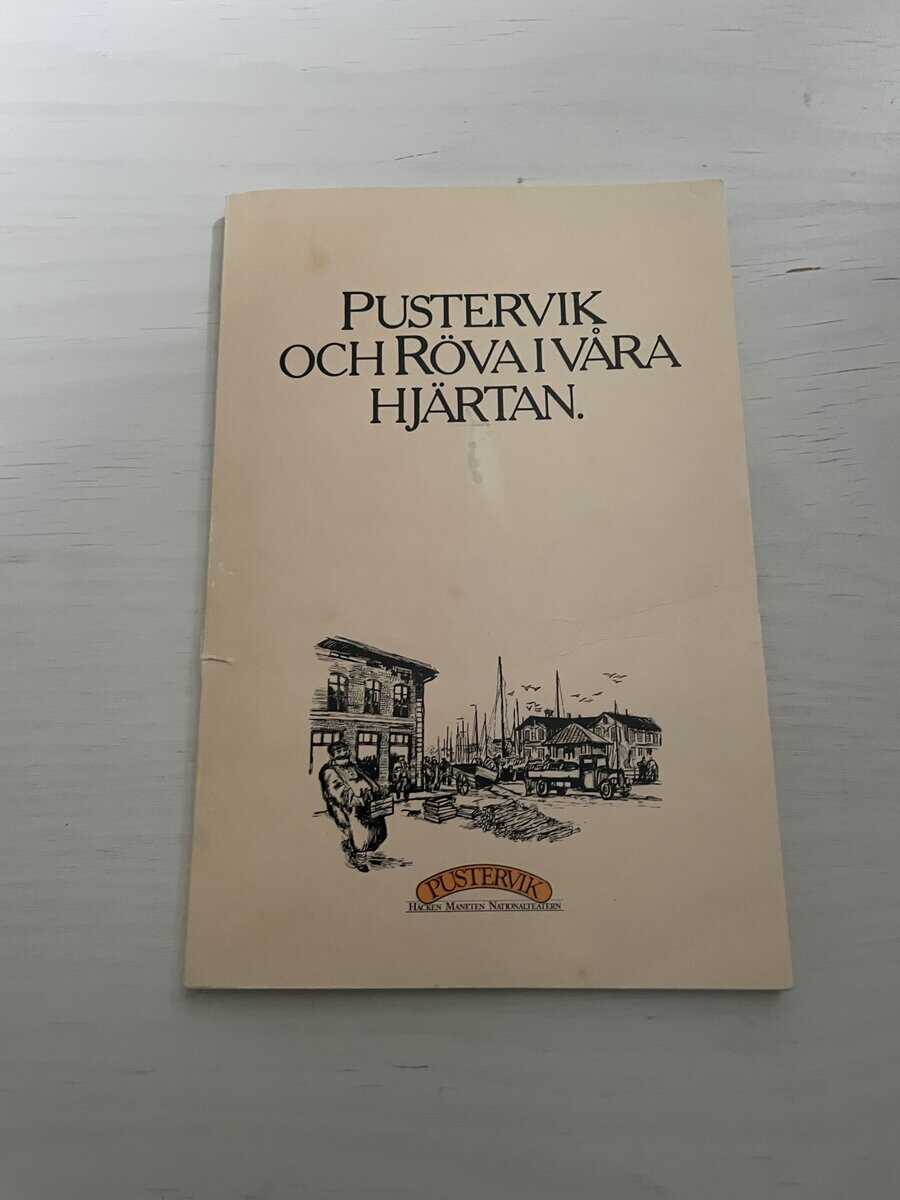 PUSTERVIK
OCH RÖVA I VÅRA
HJÄRTAN.
PUSTERVIK
HACKEN MANETEN NATIONALTEATERN